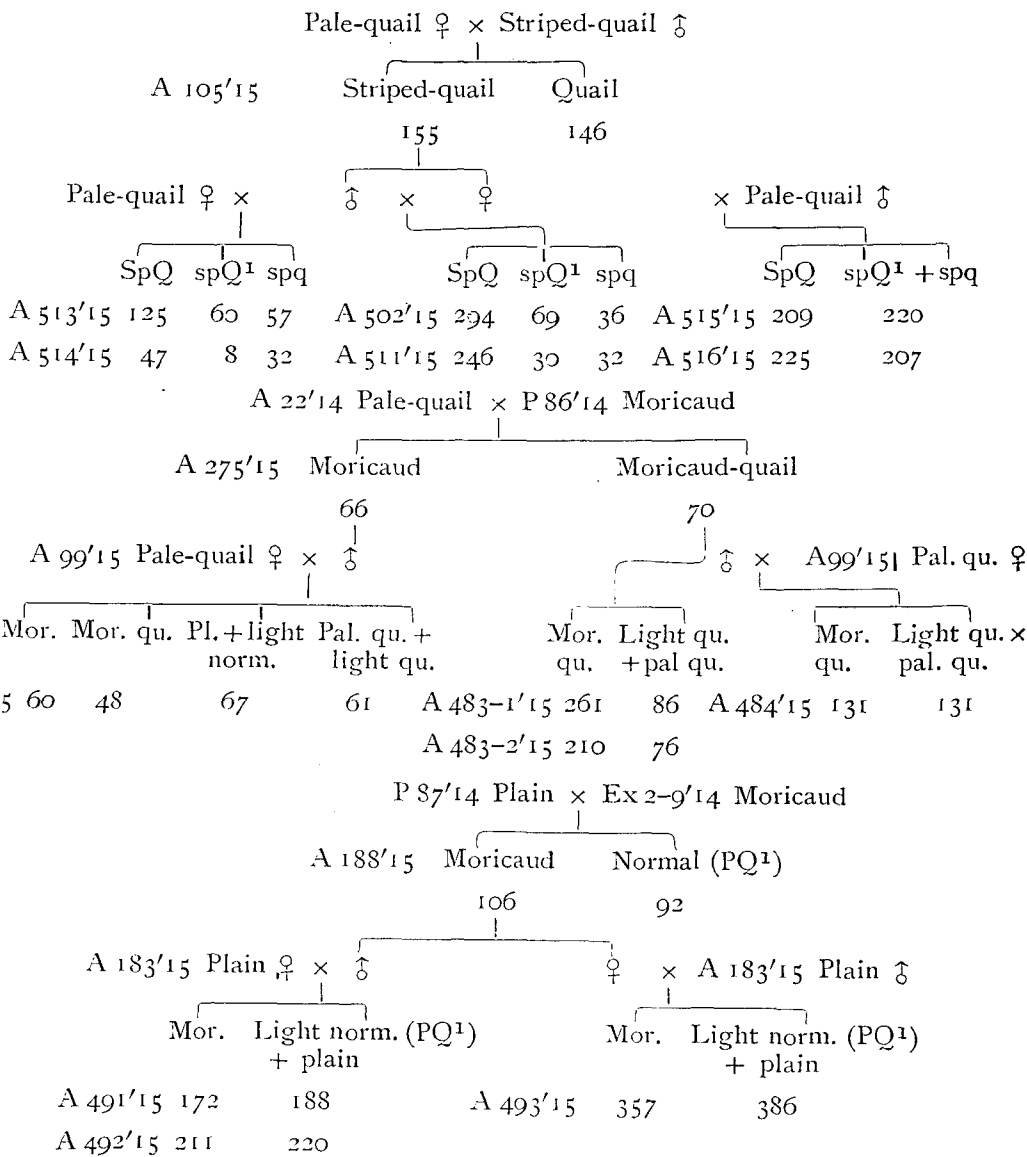 Pale-quail ♀ × Striped-quail ♂
A 105'15 Striped-quail Quail
155 146
Pale-quail ♀ × ♂ × ♀ × Pale-quail ♂
SpQ spQ¹ spq SpQ spQ¹ spq SpQ spQ¹ + spq
A 513'15 125 60 57 A 502'15 294 69 36 A 515'15 209 220
A 514'15 47 8 32 A 511'15 246 30 32 A 516'15 225 207
A 22'14 Pale-quail × P 86'14 Moricaud
A 275'15 Moricaud Moricaud-quail
66 70
A 99'15 Pale-quail ♀ × ♂ ♂ × A99'15| Pal. qu. ♀
Mor. Mor. qu. Pl. + light Pal. qu. + Mor. Light qu. Mor. Light qu. ×
norm. light qu. qu. + pal qu. qu. pal. qu.
5 60 48 67 61 A 483-1'15 261 86 A 484'15 131 131
A 483-2'15 210 76
P 87'14 Plain × Ex 2-9'14 Moricaud
A 188'15 Moricaud Normal (PQ¹)
106 92
A 183'15 Plain ♀ × ♂ ♀ × A 183'15 Plain ♂
Mor. Light norm. (PQ¹) Mor. Light norm. (PQ¹)
+ plain + plain
A 491'15 172 188 A 493'15 357 386
A 492'15 211 220